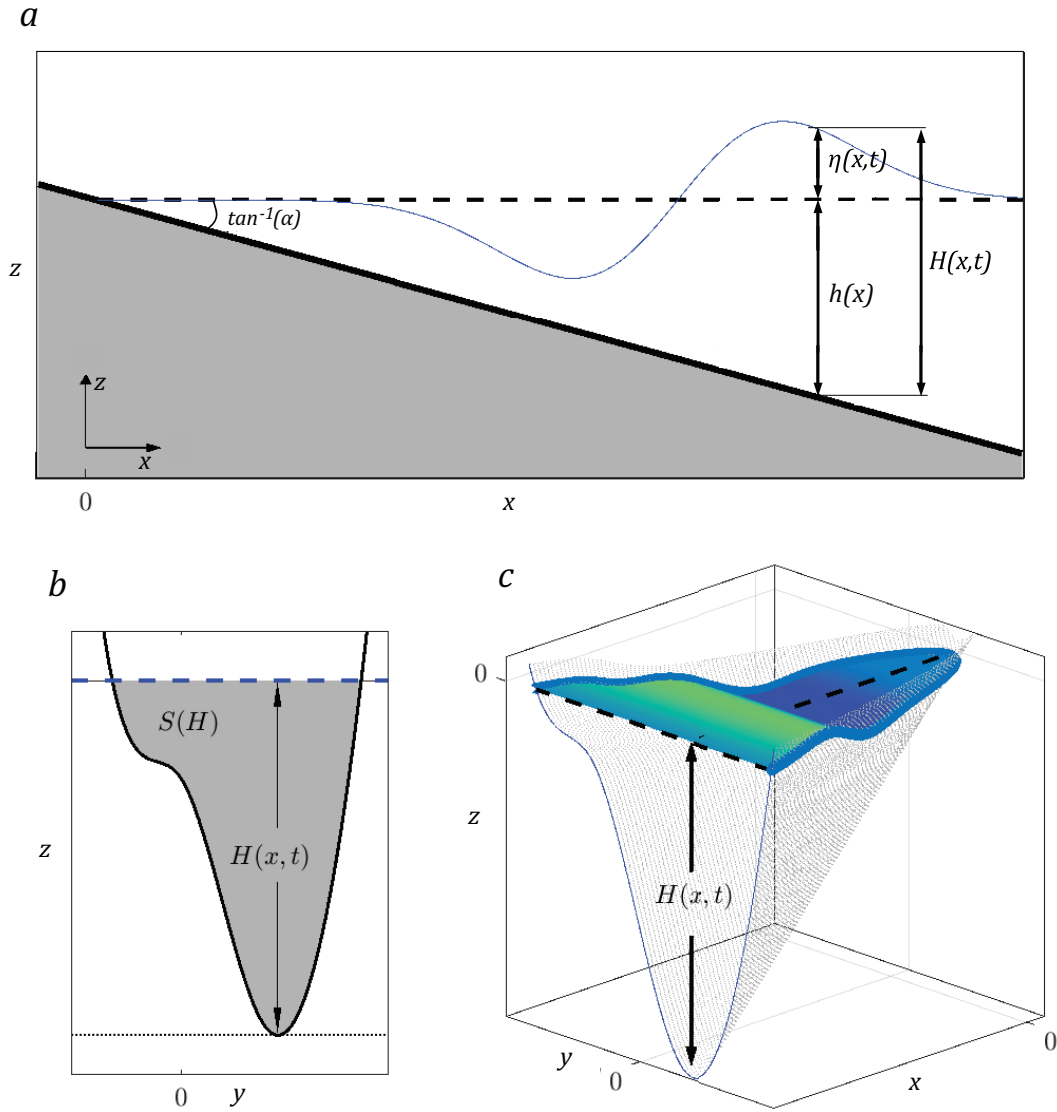 a
η(x,t)
tan⁻¹(α)
H(x,t)
z
h(x)
z
x
0
x
b
c
0
S(H)
z
z
H(x,t)
H(x,t)
0
y
y
0
x
0